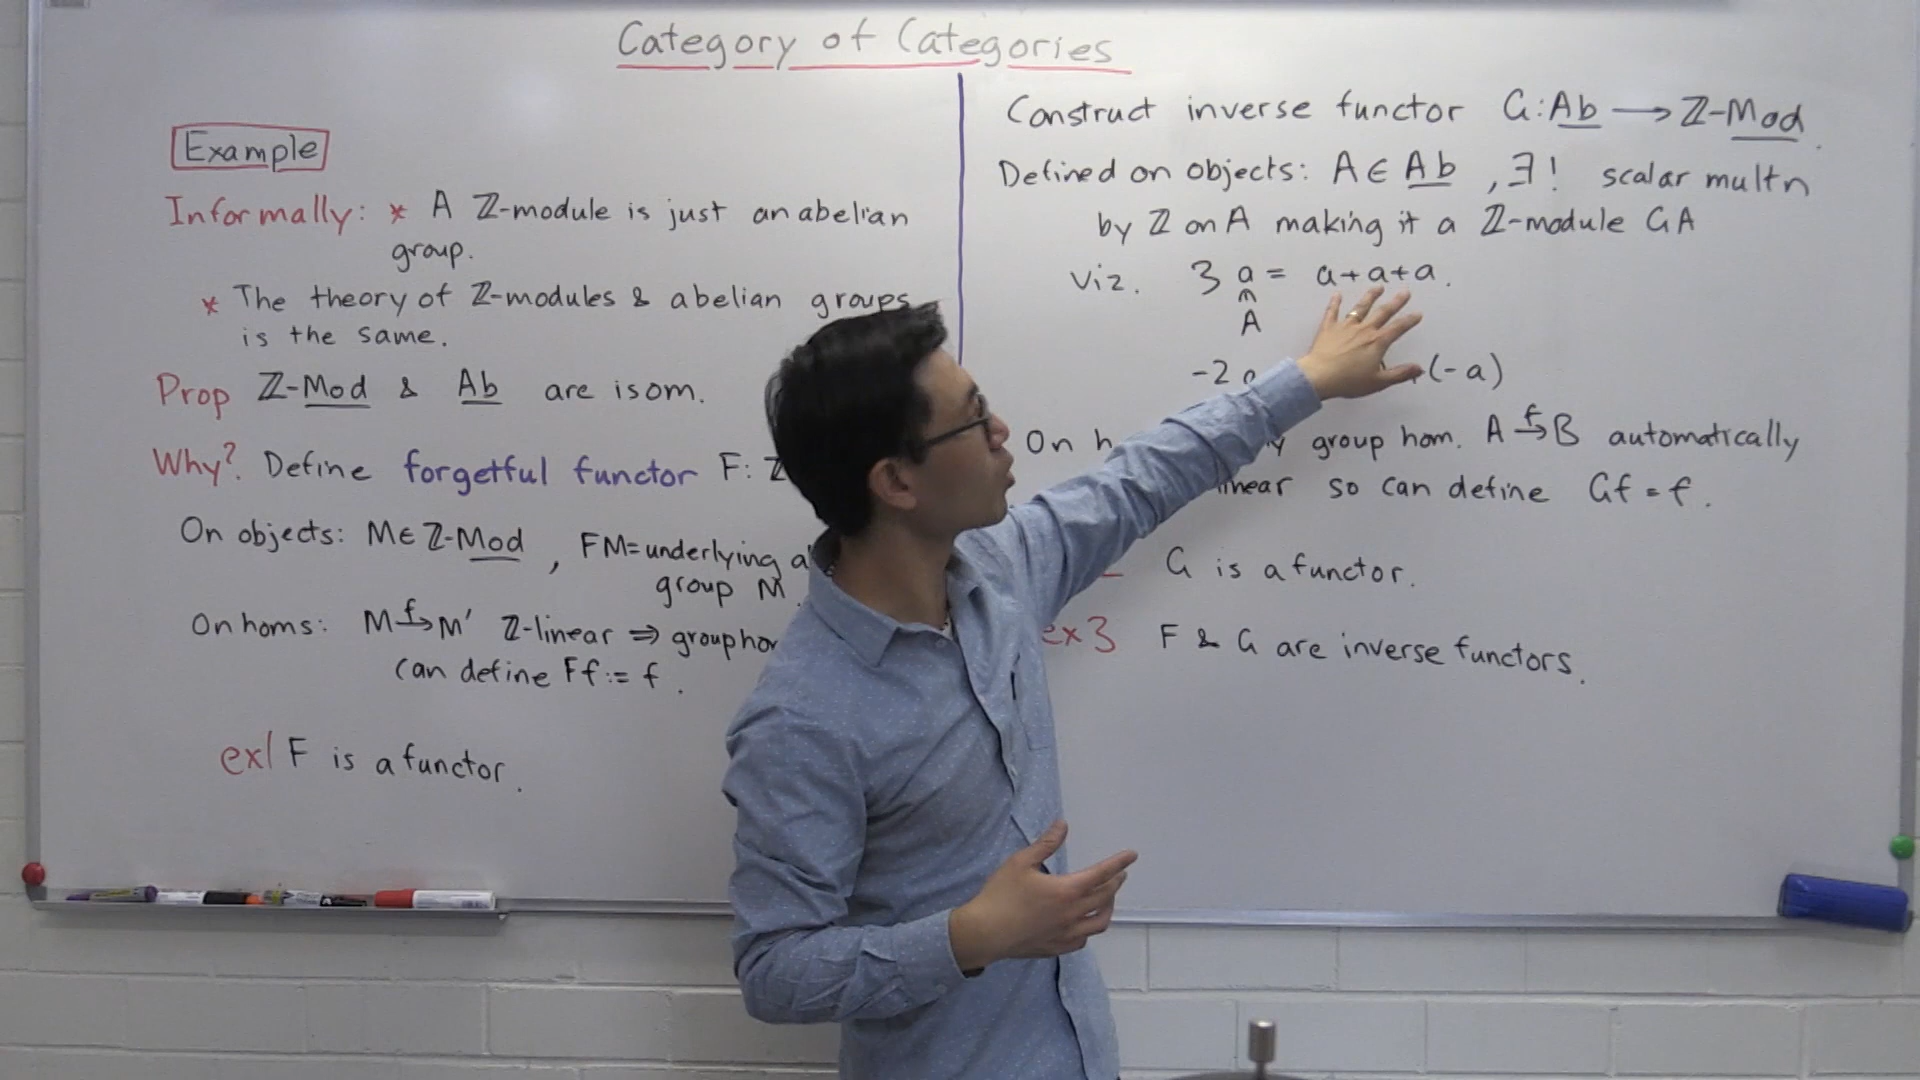 Category of Categories
Example
Informally: * A ℤ-module is just an abelian
group.
* The theory of ℤ-modules & abelian groups
is the same.
Prop ℤ-Mod & Ab are isom.
Why? Define forgetful functor F: ℤ
On objects: M ∈ ℤ-Mod , FM = underlying a
group M.
On homs: M →f M' ℤ-linear ⇒ group hom
can define Ff := f.
ex1 F is a functor.
Construct inverse functor G: Ab → ℤ-Mod.
Defined on objects: A ∈ Ab , ∃! scalar multn
by ℤ on A making it a ℤ-module GA
viz. 3 a = a+a+a.
∈
A
-2 (-a)
On h group hom. A →f B automatically
linear so can define Gf = f.
G is a functor.
ex3 F & G are inverse functors.